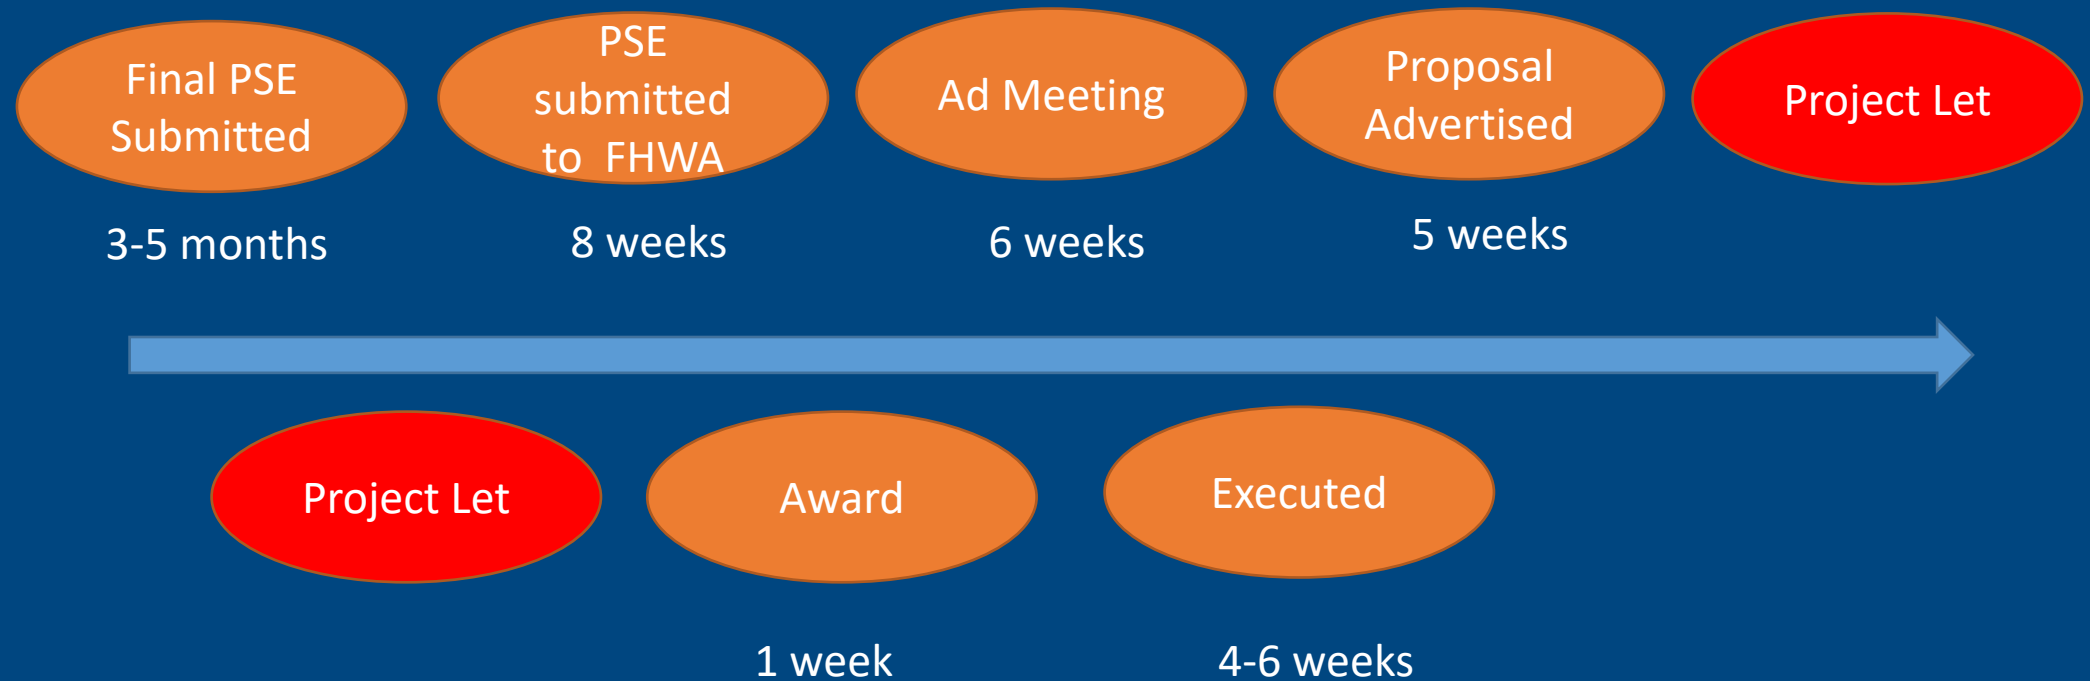 Final PSE
Submitted
PSE
submitted
to  FHWA
Ad Meeting
Proposal
Advertised
Project Let
3-5 months
8 weeks
6 weeks
5 weeks
Project Let
Award
Executed
1 week
4-6 weeks